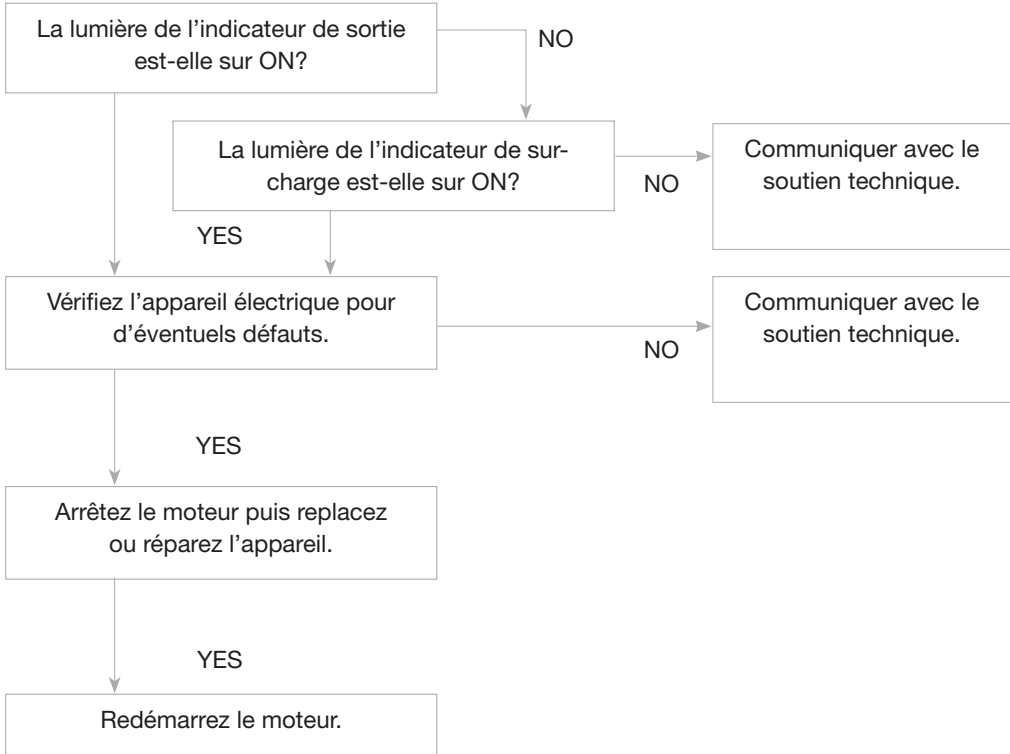 La lumière de l’indicateur de sortie
est-elle sur ON?
NO
La lumière de l’indicateur de sur-
charge est-elle sur ON?
NO
Communiquer avec le
soutien technique.
YES
Vérifiez l’appareil électrique pour
d’éventuels défauts.
NO
Communiquer avec le
soutien technique.
YES
Arrêtez le moteur puis replacez
ou réparez l’appareil.
YES
Redémarrez le moteur.